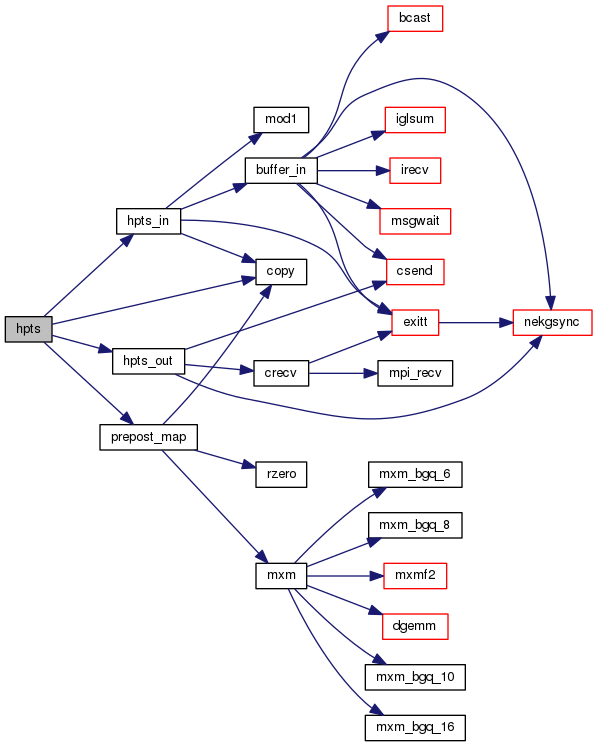 bcast
mod1
iglsum
buffer_in
irecv
hpts_in
msgwait
copy
csend
hpts
exitt
nekgsync
hpts_out
crecv
mpi_recv
prepost_map
rzero
mxm_bgq_6
mxm_bgq_8
mxm
mxmf2
dgemm
mxm_bgq_10
mxm_bgq_16